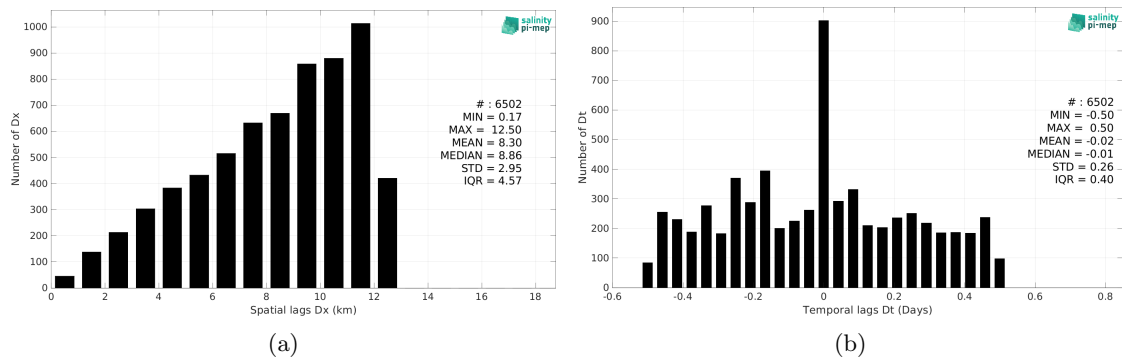 1000
900
800
700
600
500
400
300
200
100
0
Number of Dx
0 2 4 6 8 10 12 14 16 18
Spatial lags Dx (km)
salinity
pi-mep
# : 6502
MIN = 0.17
MAX = 12.50
MEAN = 8.30
MEDIAN = 8.86
STD = 2.95
IQR = 4.57
(a)
900
800
700
600
500
400
300
200
100
0
Number of Dt
-0.6 -0.4 -0.2 0 0.2 0.4 0.6 0.8
Temporal lags Dt (Days)
salinity
pi-mep
# : 6502
MIN = -0.50
MAX = 0.50
MEAN = -0.02
MEDIAN = -0.01
STD = 0.26
IQR = 0.40
(b)